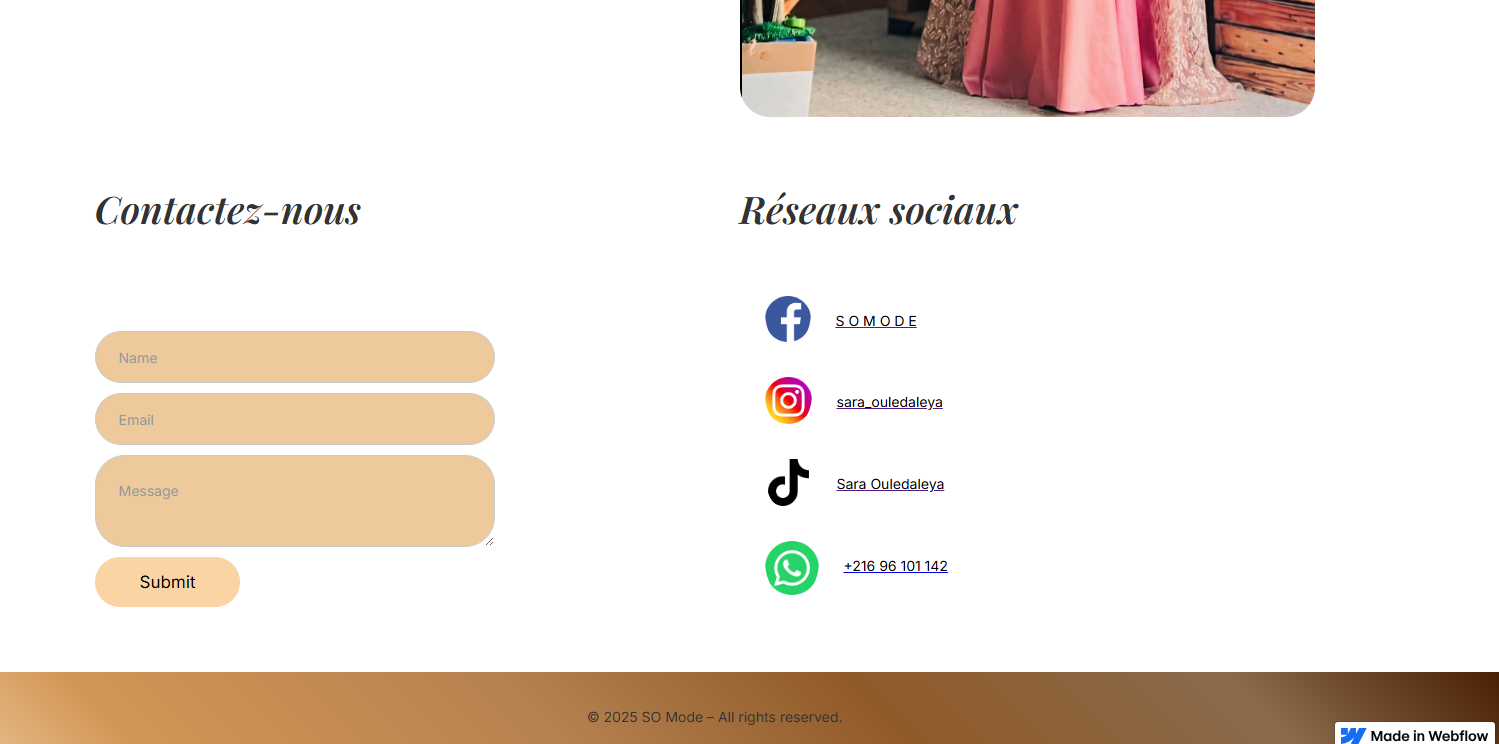 Contactez-nous
Réseaux sociaux
Name
Email
Message
Submit
S O M O D E
sara_ouledaleya
Sara Ouledaleya
+216 96 101 142
© 2025 SO Mode – All rights reserved.
Made in Webflow